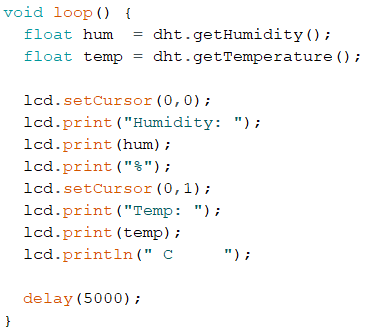 void loop() {
  float hum  = dht.getHumidity();
  float temp = dht.getTemperature();

  lcd.setCursor(0,0);
  lcd.print("Humidity: ");
  lcd.print(hum);
  lcd.print("%");
  lcd.setCursor(0,1);
  lcd.print("Temp: ");
  lcd.print(temp);
  lcd.println(" C     ");

  delay(5000);
}